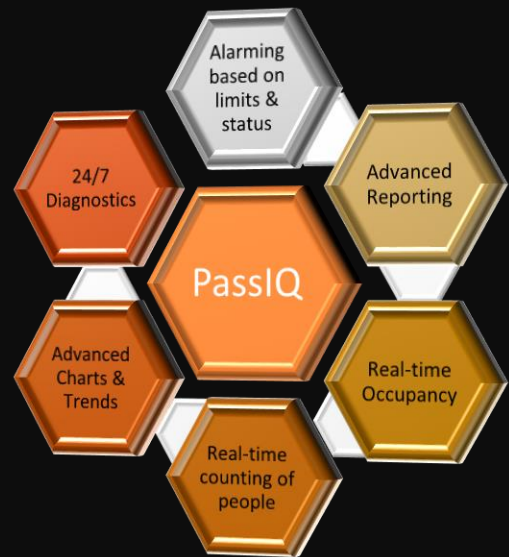 Alarming
based on
limits &
status
24/7
Diagnostics
Advanced
Reporting
PassIQ
Advanced
Charts &
Trends
Real-time
Occupancy
Real-time
counting of
people